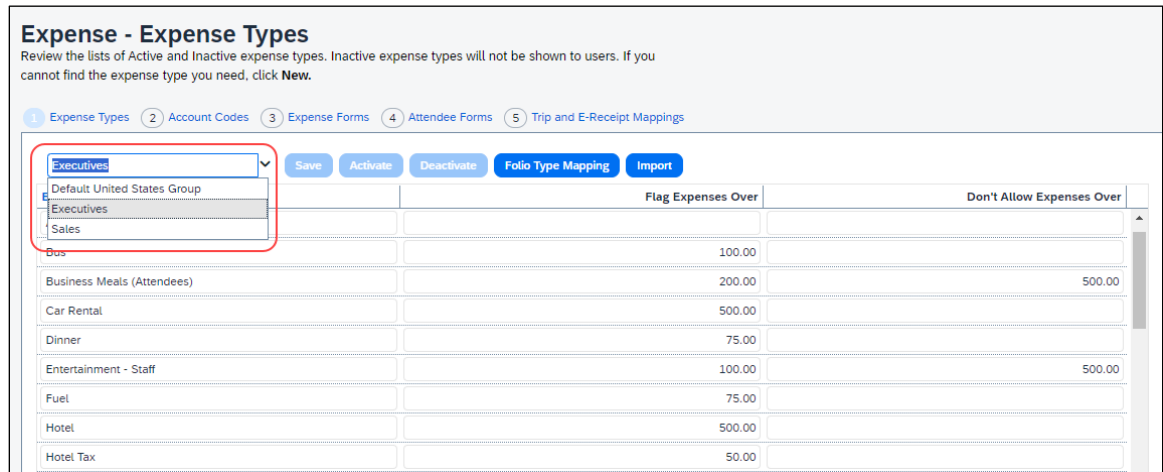 Expense - Expense Types
Review the lists of Active and Inactive expense types. Inactive expense types will not be shown to users. If you
cannot find the expense type you need, click New.
1 Expense Types 2 Account Codes 3 Expense Forms 4 Attendee Forms 5 Trip and E-Receipt Mappings
Executives Save Activate Deactivate Folio Type Mapping Import
Default United States Group
Executives
Sales
Flag Expenses Over Don't Allow Expenses Over
Bus 100.00
Business Meals (Attendees) 200.00 500.00
Car Rental 500.00
Dinner 75.00
Entertainment - Staff 100.00 500.00
Fuel 75.00
Hotel 500.00
Hotel Tax 50.00